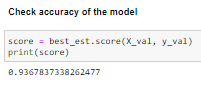 Check accuracy of the model
score = best_est.score(X_val, y_val)
print(score)
0.9367837338262477